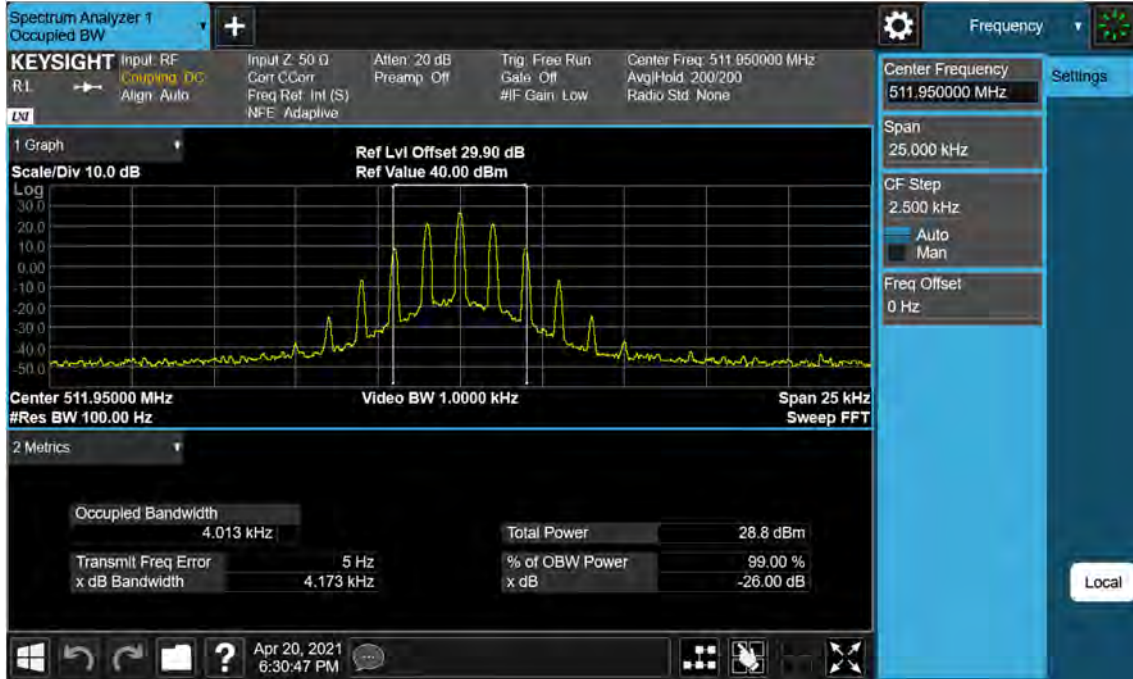 Spectrum Analyzer 1
Occupied BW
+
Frequency
KEYSIGHT
Input: RF
Coupling: DC
Align: Auto
Input Z: 50 Ω
Corr CCorr
Freq Ref: Int (S)
NFE: Adaptive
Atten: 20 dB
Preamp: Off
Trig: Free Run
Gate: Off
#IF Gain: Low
Center Freq: 511.950000 MHz
Avg|Hold: 200/200
Radio Std: None
RL
LXI
1 Graph
Scale/Div 10.0 dB
Ref Lvl Offset 29.90 dB
Ref Value 40.00 dBm
Log
30.0
20.0
10.0
0.00
-10.0
-20.0
-30.0
-40.0
-50.0
Center 511.95000 MHz
#Res BW 100.00 Hz
Video BW 1.0000 kHz
Span 25 kHz
Sweep FFT
2 Metrics
Occupied Bandwidth
4.013 kHz
Total Power 28.8 dBm
Transmit Freq Error 5 Hz
% of OBW Power 99.00 %
x dB Bandwidth 4.173 kHz
x dB -26.00 dB
Center Frequency
511.950000 MHz
Settings
Span
25.000 kHz
CF Step
2.500 kHz
Auto
Man
Freq Offset
0 Hz
Local
?
Apr 20, 2021
6:30:47 PM